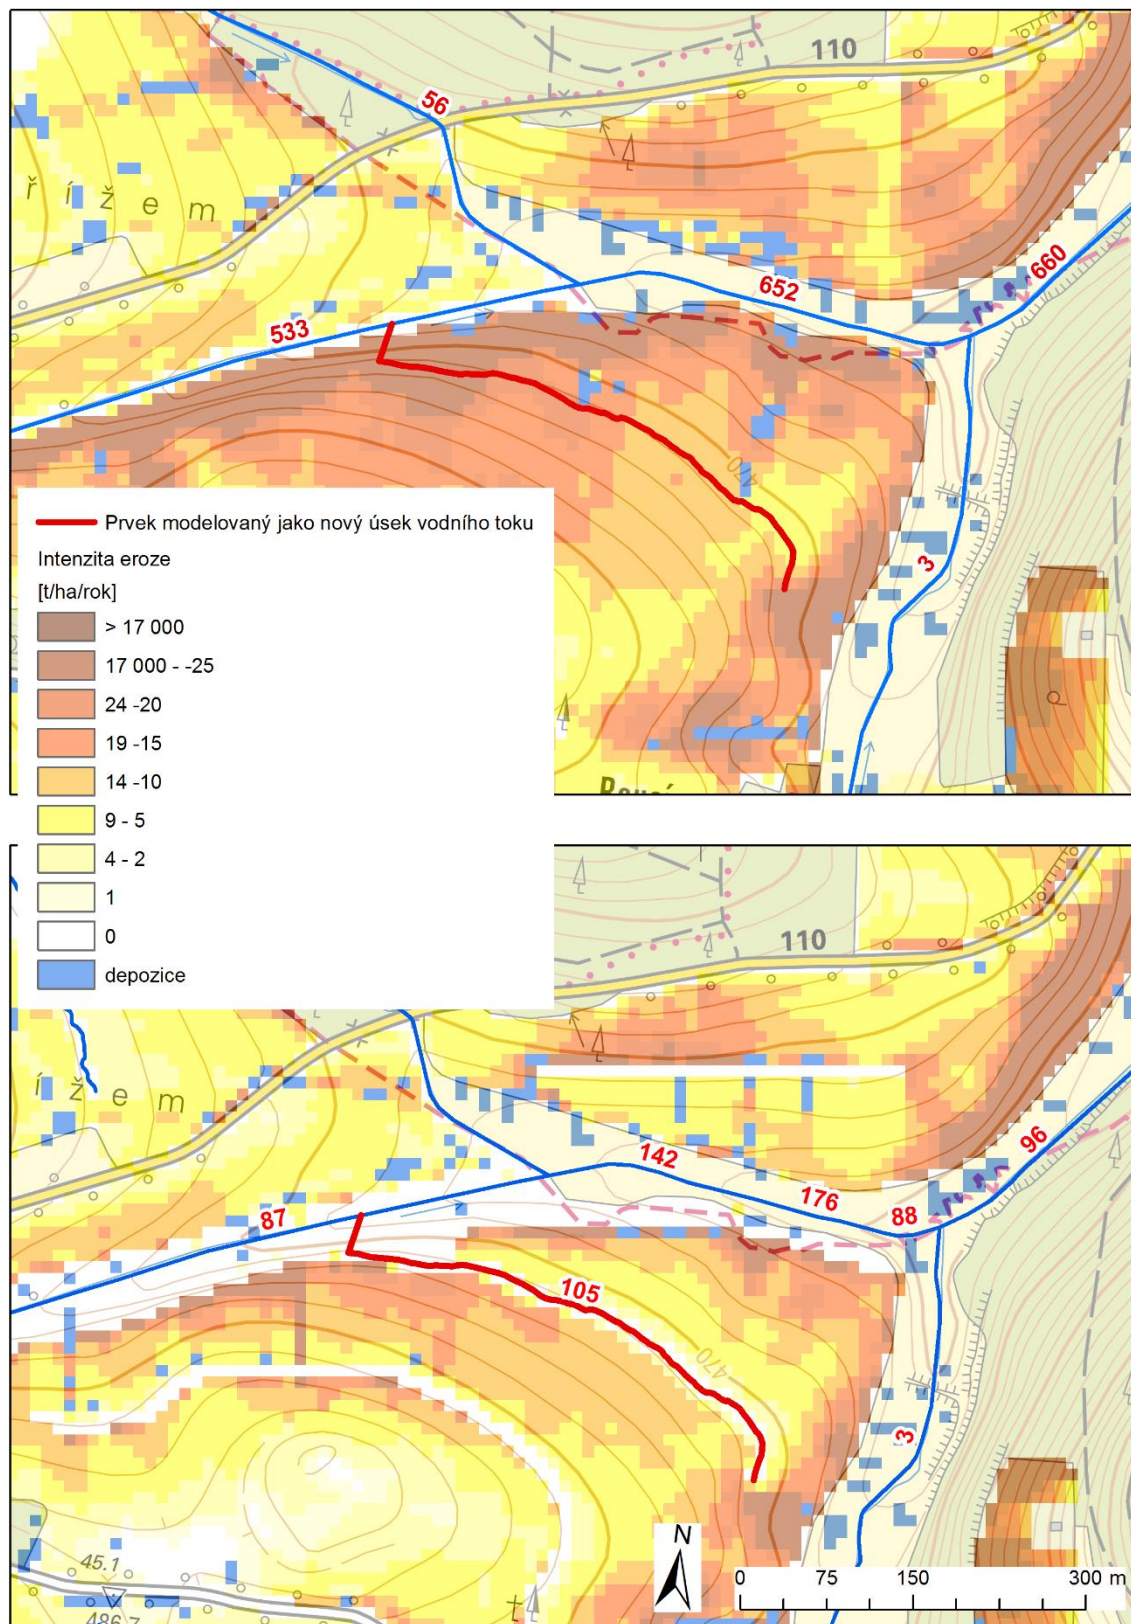 110
56
ř í ž e m
652
660
533
470
3
Prvek modelovaný jako nový úsek vodního toku
Intenzita eroze
[t/ha/rok]
> 17 000
17 000 - -25
24 -20
19 -15
14 -10
9 - 5
4 - 2
1
0
depozice
110
í ž e m
142
176
88
96
87
105
470
3
45.1
486.7
N
0 75 150 300 m